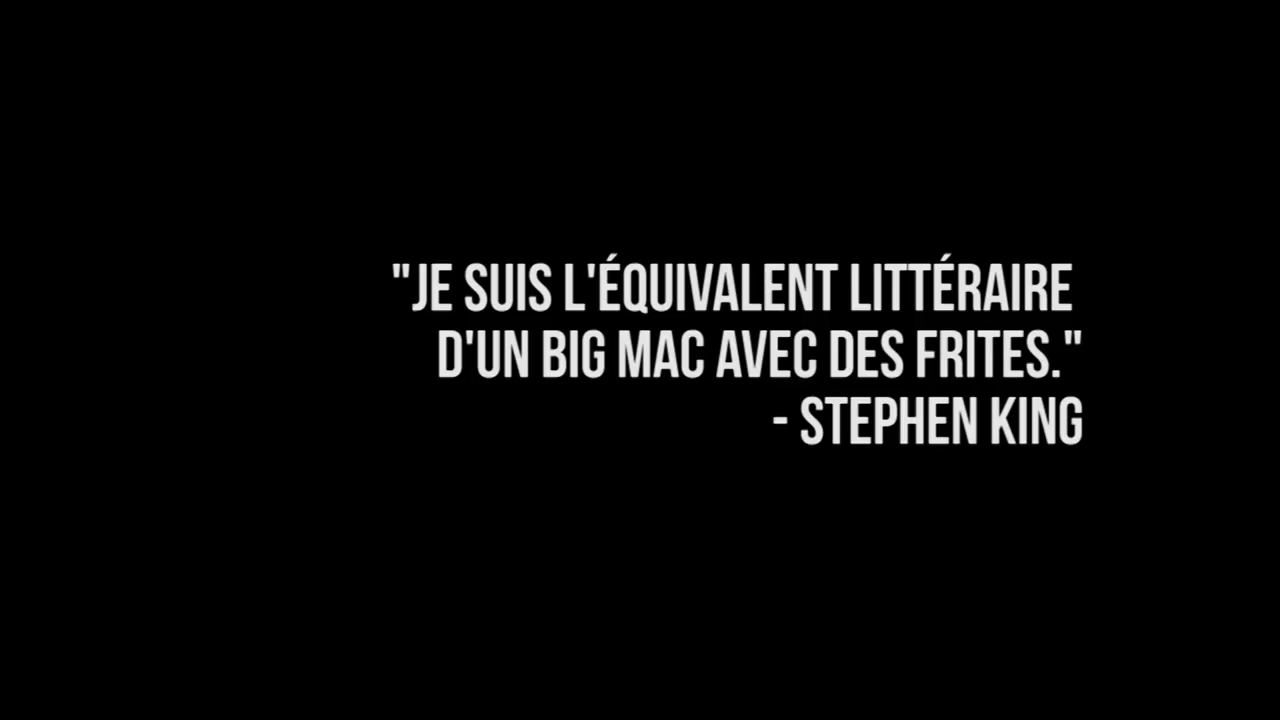 "JE SUIS L'ÉQUIVALENT LITTÉRAIRE
D'UN BIG MAC AVEC DES FRITES."
- STEPHEN KING